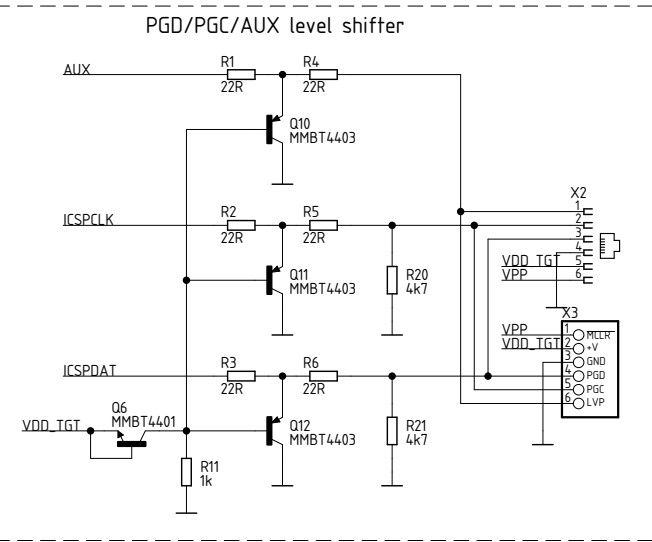 PGD/PGC/AUX level shifter
AUX
R1
22R
R4
22R
Q10
MMBT4403
ICSPCLK
R2
22R
R5
22R
Q11
MMBT4403
R20
4k7
X2
1
2
3
4
5
6
VDD_TGT
VPP
X3
VPP
VDD_TGT
1 MCLR
2 +V
3 GND
4 PGD
5 PGC
6 LVP
ICSPDAT
R3
22R
R6
22R
Q12
MMBT4403
R21
4k7
VDD_TGT
Q6
MMBT4401
R11
1k